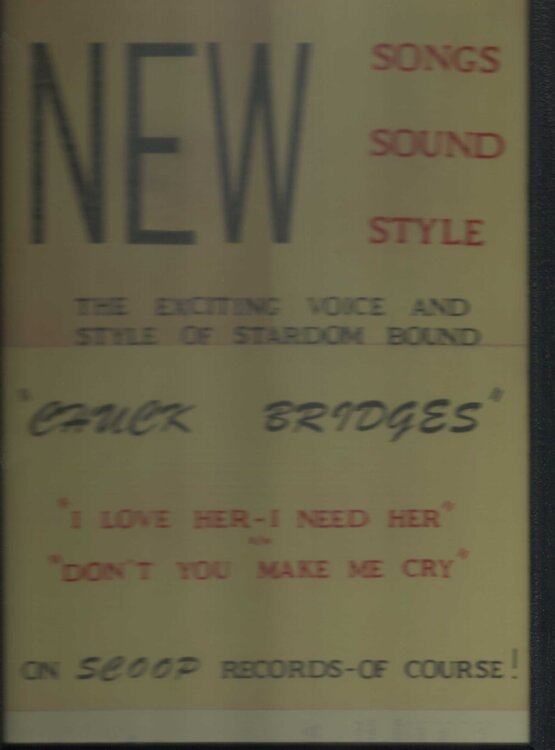 NEW
SONGS
SOUND
STYLE
THE EXCITING VOICE AND
STYLE OF STARDOM BOUND
"CHUCK BRIDGES"
"I LOVE HER-I NEED HER"
b/w
"DON'T YOU MAKE ME CRY"
ON SCOOP RECORDS-OF COURSE!